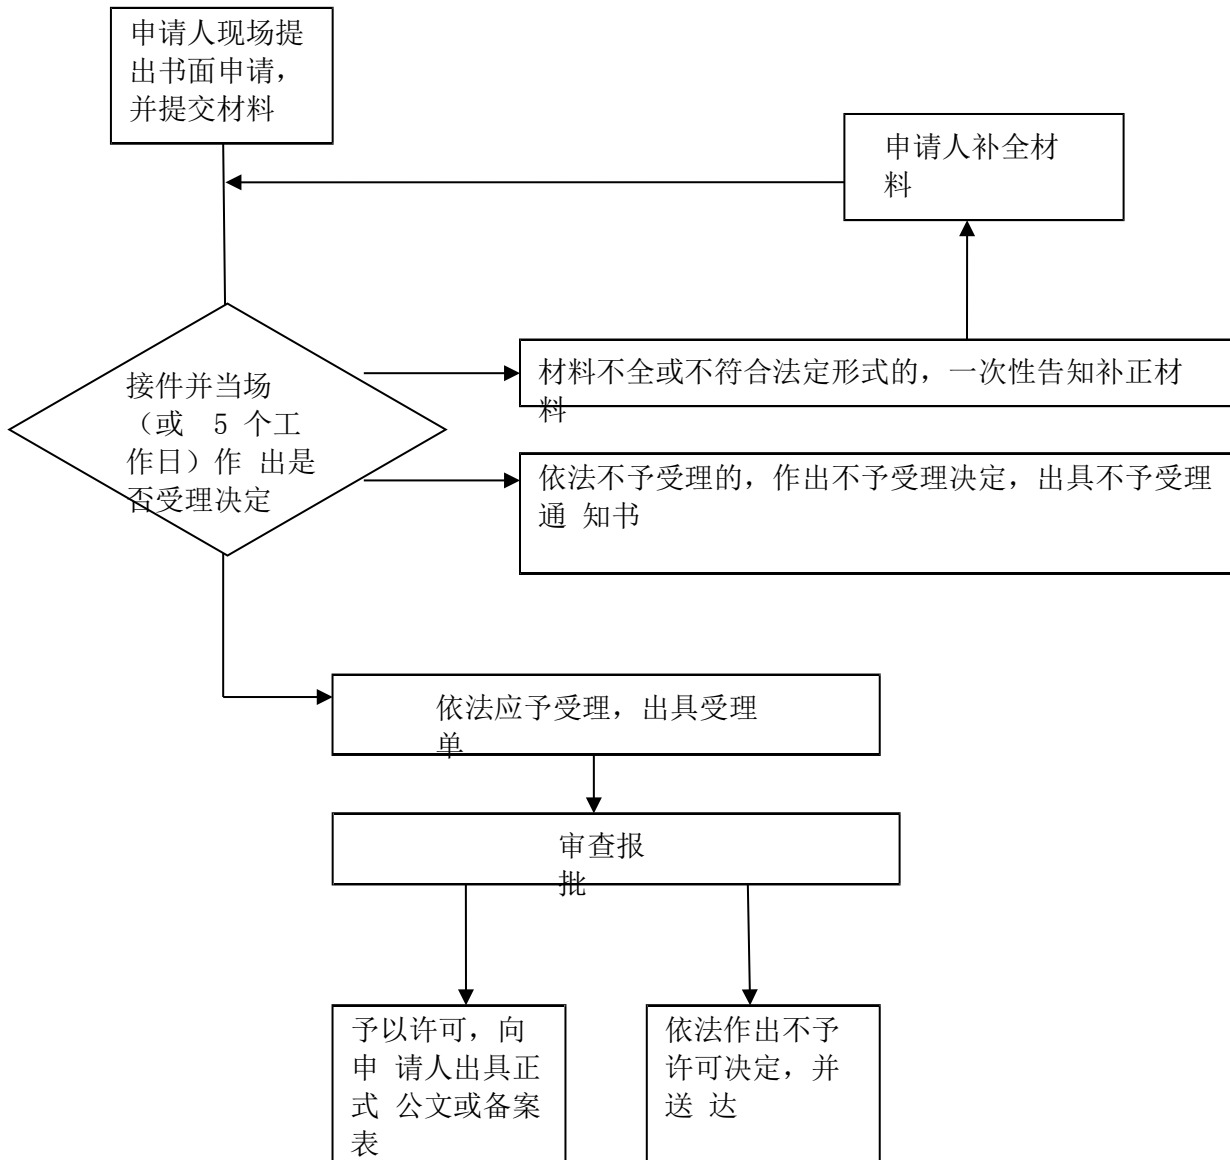 申请人现场提
出书面申请，
并提交材料
申请人补全材
料
接件并当场
（或 5 个工
作日）作 出是
否受理决定
材料不全或不符合法定形式的，一次性告知补正材
料
依法不予受理的，作出不予受理决定，出具不予受理
通 知书
依法应予受理，出具受理
单
审查报
批
予以许可，向
申 请人出具正
式 公文或备案
表
依法作出不予
许可决定，并
送 达